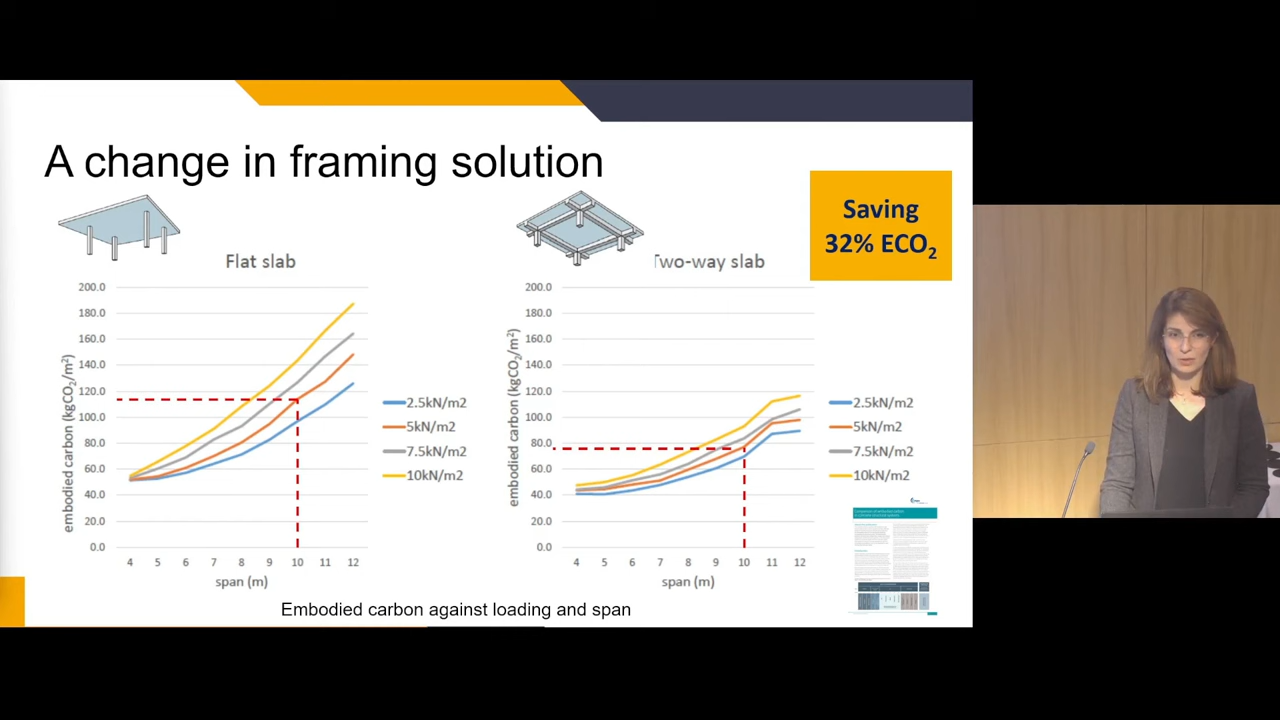 A change in framing solution
Saving
32% ECO2
Flat slab
200.0
180.0
160.0
140.0
120.0
100.0
80.0
60.0
40.0
20.0
0.0
embodied carbon (kgCO2/m2)
4 5 6 7 8 9 10 11 12
span (m)
2.5kN/m2
5kN/m2
7.5kN/m2
10kN/m2
Two-way slab
200.0
180.0
160.0
140.0
120.0
100.0
80.0
60.0
40.0
20.0
0.0
embodied carbon (kgCO2/m2)
4 5 6 7 8 9 10 11 12
span (m)
2.5kN/m2
5kN/m2
7.5kN/m2
10kN/m2
Embodied carbon against loading and span